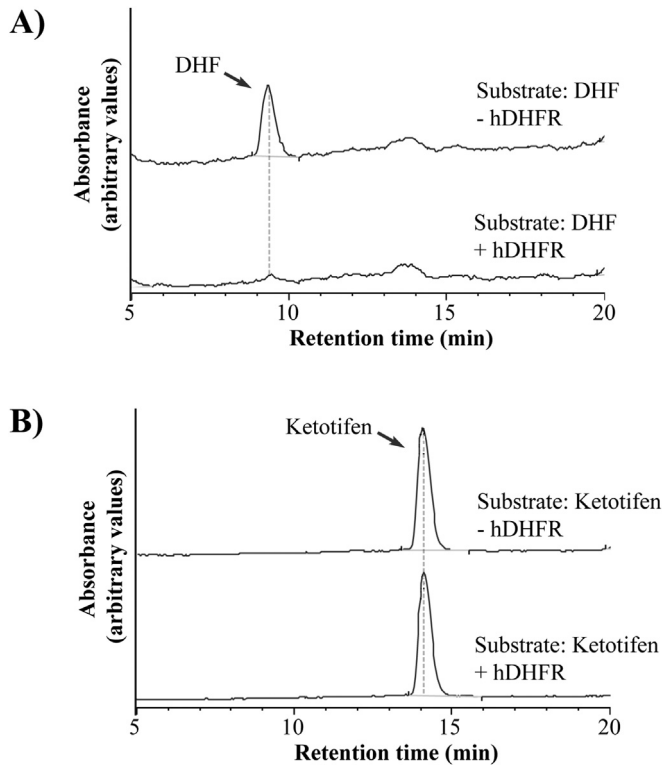 A)
DHF
Substrate: DHF
- hDHFR
Substrate: DHF
+ hDHFR
Absorbance
(arbitrary values)
5 10 15 20
Retention time (min)
B)
Ketotifen
Substrate: Ketotifen
- hDHFR
Substrate: Ketotifen
+ hDHFR
Absorbance
(arbitrary values)
5 10 15 20
Retention time (min)